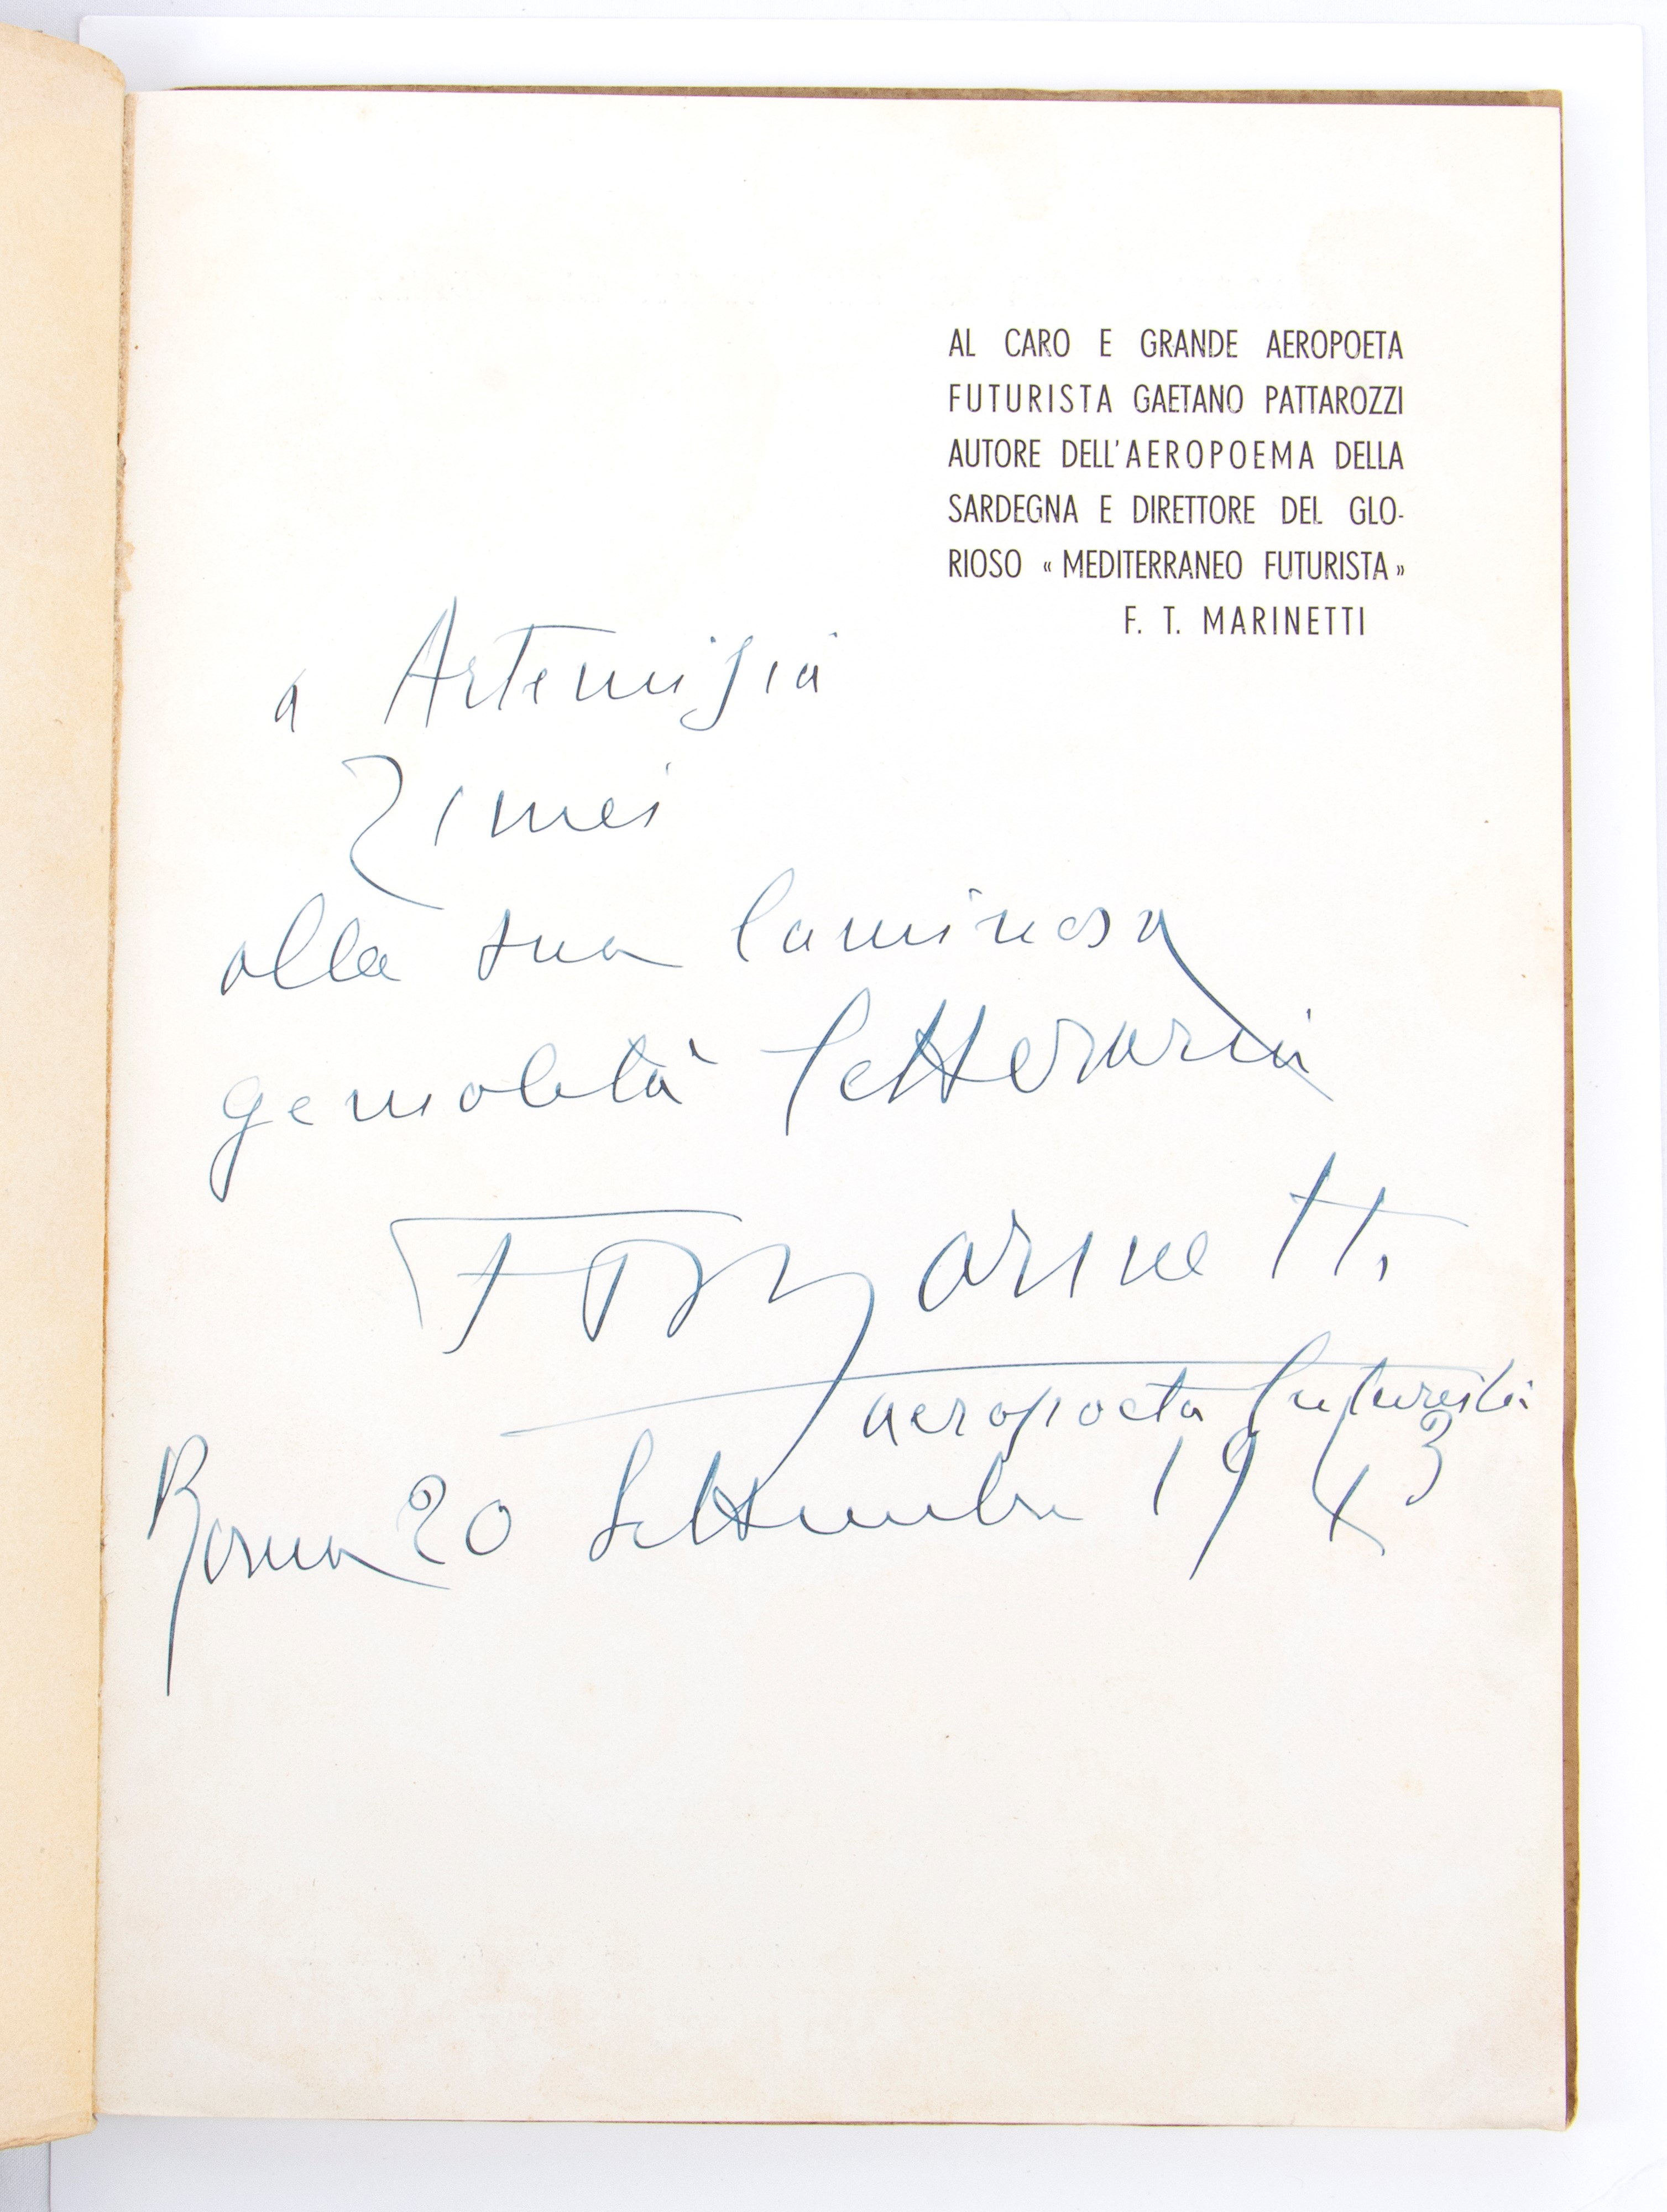 AL CARO E GRANDE AEROPOETA
FUTURISTA GAETANO PATTAROZZI
AUTORE DELL'AEROPOEMA DELLA
SARDEGNA E DIRETTORE DEL GLO-
RIOSO « MEDITERRANEO FUTURISTA »
F. T. MARINETTI
a Artemisia
Zimei
alla sua luminosa
genialità letteraria
F T Marinetti
aeropoeta futurista
Roma 20 Settembre 1943